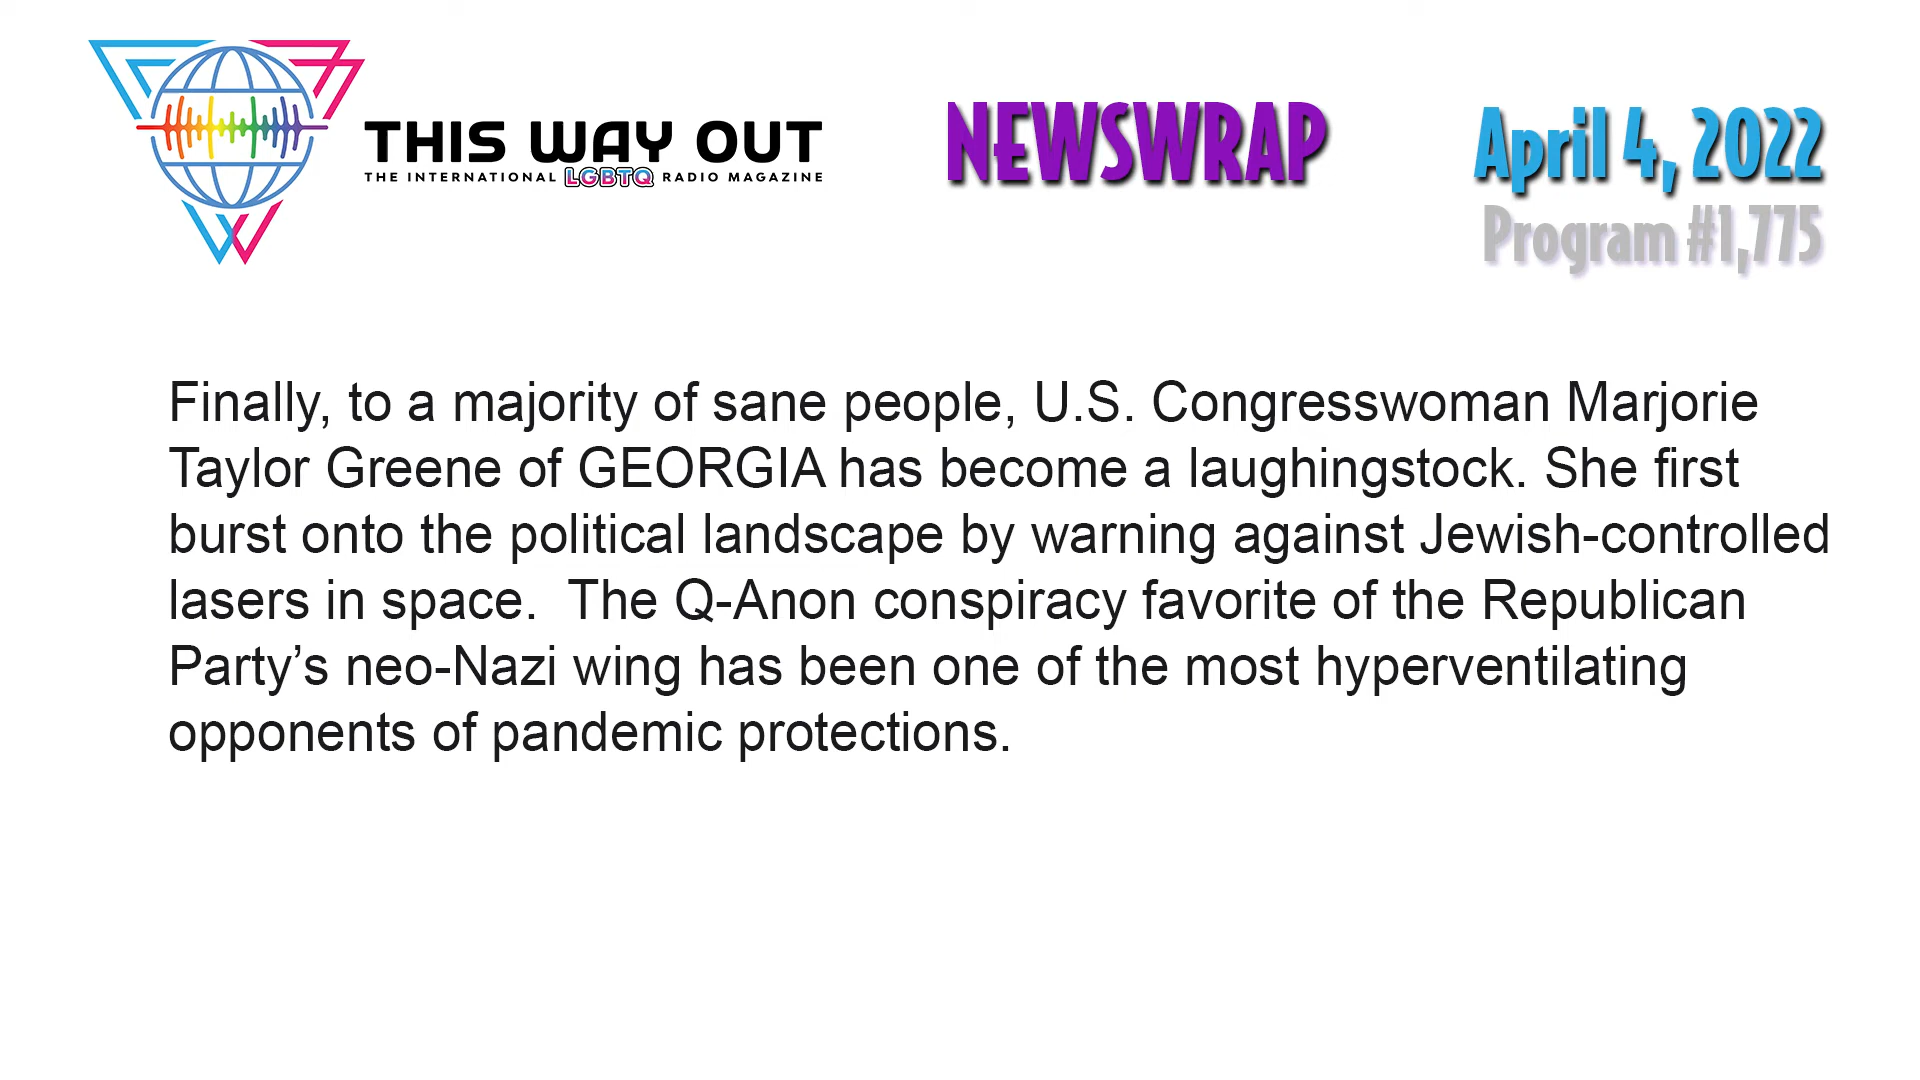 THIS WAY OUT
THE INTERNATIONAL LGBTQ RADIO MAGAZINE
NEWSWRAP
April 4, 2022
Program #1,775
Finally, to a majority of sane people, U.S. Congresswoman Marjorie
Taylor Greene of GEORGIA has become a laughingstock. She first
burst onto the political landscape by warning against Jewish-controlled
lasers in space.  The Q-Anon conspiracy favorite of the Republican
Party’s neo-Nazi wing has been one of the most hyperventilating
opponents of pandemic protections.